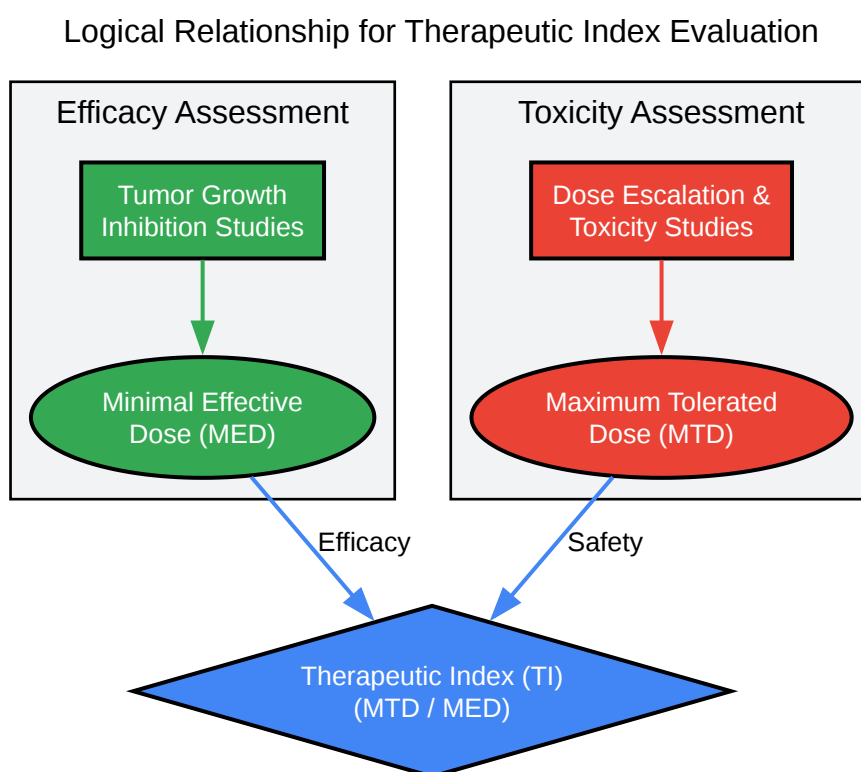 Logical Relationship for Therapeutic Index Evaluation
Efficacy Assessment
Tumor Growth
Inhibition Studies
Minimal Effective
Dose (MED)
Toxicity Assessment
Dose Escalation &
Toxicity Studies
Maximum Tolerated
Dose (MTD)
Efficacy
Safety
Therapeutic Index (TI)
(MTD / MED)